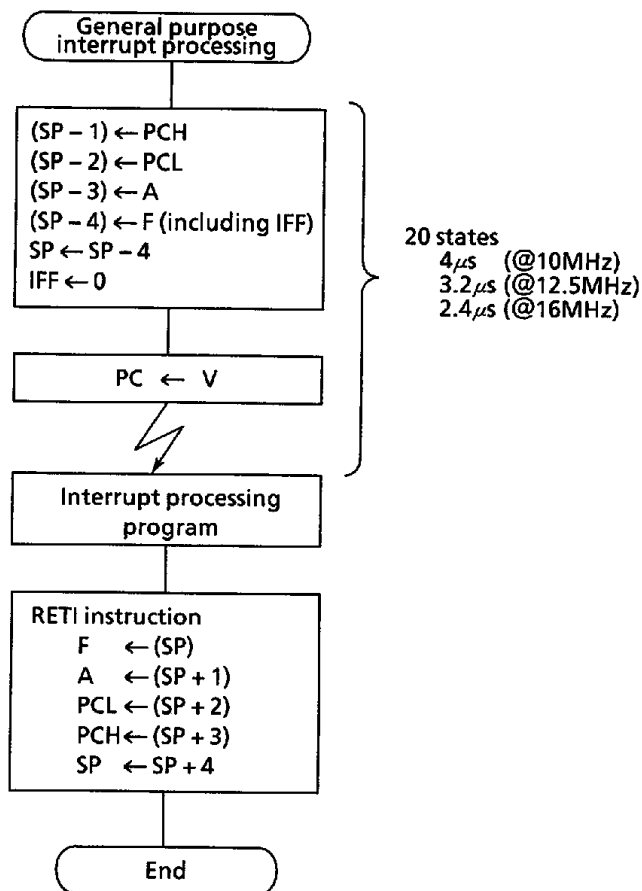 General purpose
interrupt processing
(SP – 1) ← PCH
(SP – 2) ← PCL
(SP – 3) ← A
(SP – 4) ← F (including IFF)
SP ← SP – 4
IFF ← 0
20 states
4μs (@10MHz)
3.2μs (@12.5MHz)
2.4μs (@16MHz)
PC ← V
Interrupt processing
program
RETI instruction
F ← (SP)
A ← (SP + 1)
PCL ← (SP + 2)
PCH ← (SP + 3)
SP ← SP + 4
End